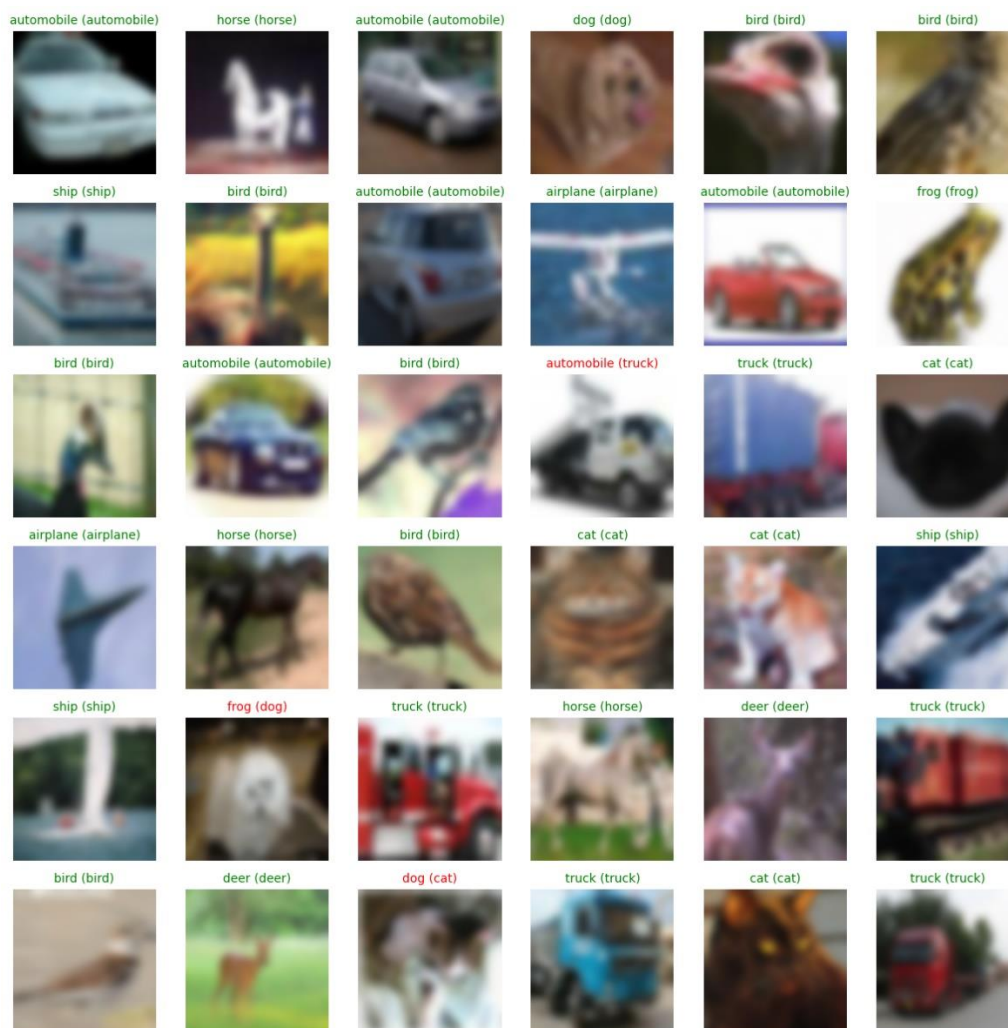 automobile (automobile) horse (horse) automobile (automobile) dog (dog) bird (bird) bird (bird)
ship (ship) bird (bird) automobile (automobile) airplane (airplane) automobile (automobile) frog (frog)
bird (bird) automobile (automobile) bird (bird) automobile (truck) truck (truck) cat (cat)
airplane (airplane) horse (horse) bird (bird) cat (cat) cat (cat) ship (ship)
ship (ship) frog (dog) truck (truck) horse (horse) deer (deer) truck (truck)
bird (bird) deer (deer) dog (cat) truck (truck) cat (cat) truck (truck)